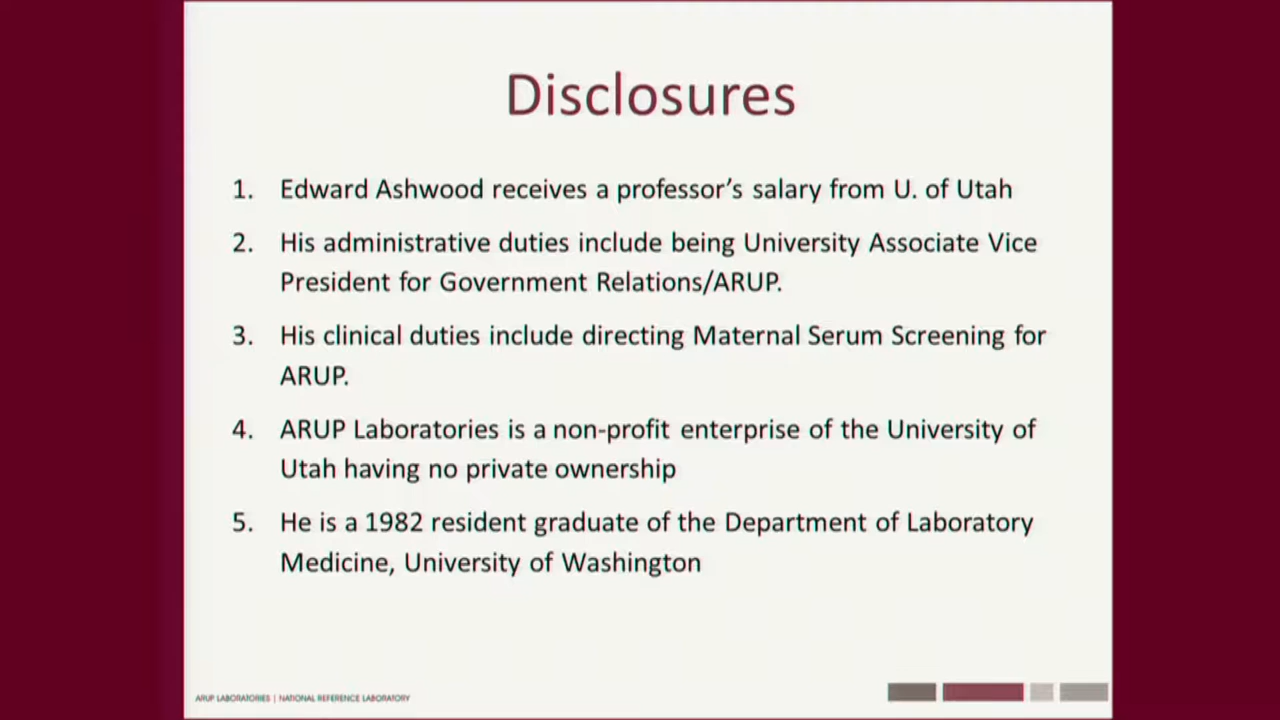 Disclosures
1. Edward Ashwood receives a professor’s salary from U. of Utah
2. His administrative duties include being University Associate Vice
President for Government Relations/ARUP.
3. His clinical duties include directing Maternal Serum Screening for
ARUP.
4. ARUP Laboratories is a non-profit enterprise of the University of
Utah having no private ownership
5. He is a 1982 resident graduate of the Department of Laboratory
Medicine, University of Washington
ARUP LABORATORIES | NATIONAL REFERENCE LABORATORY